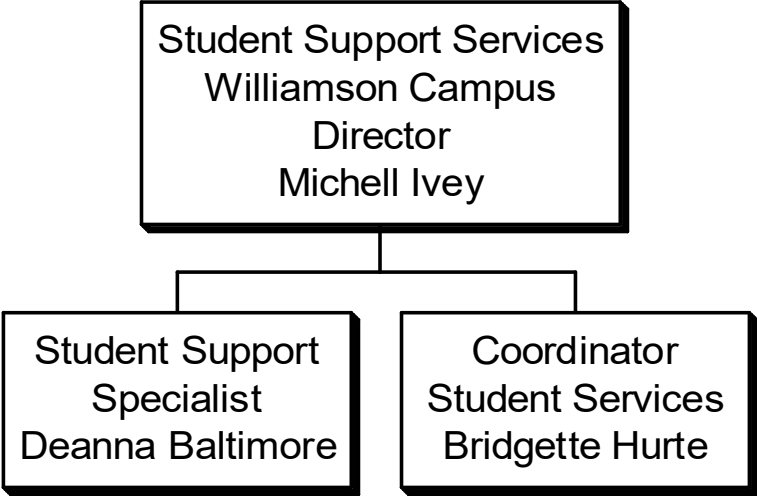 Student Support Services
Williamson Campus
Director
Michell Ivey
Student Support
Specialist
Deanna Baltimore
Coordinator
Student Services
Bridgette Hurte